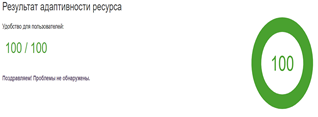 Результат адаптивности ресурса
Удобство для пользователей:
100 / 100
100
Поздравляем! Проблемы не обнаружены.